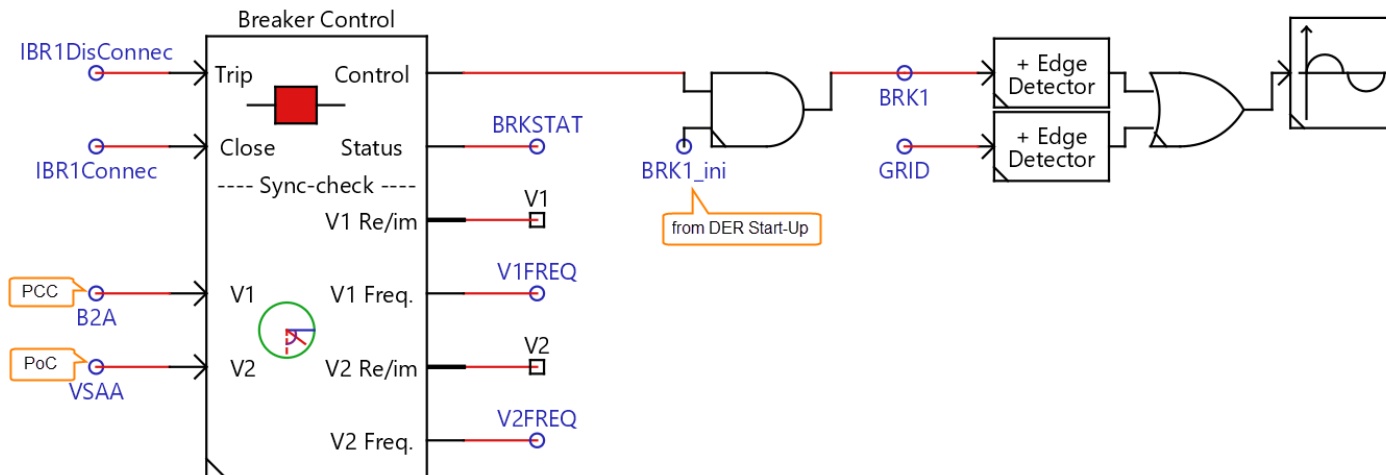 Breaker Control
IBR1DisConnec
Trip
Control
IBR1Connec
Close
Status
BRKSTAT
---- Sync-check ----
V1 Re/im
V1
PCC
B2A
V1
V1 Freq.
V1FREQ
PoC
VSAA
V2
V2 Re/im
V2
V2 Freq.
V2FREQ
BRK1_ini
from DER Start-Up
BRK1
+ Edge
Detector
GRID
+ Edge
Detector